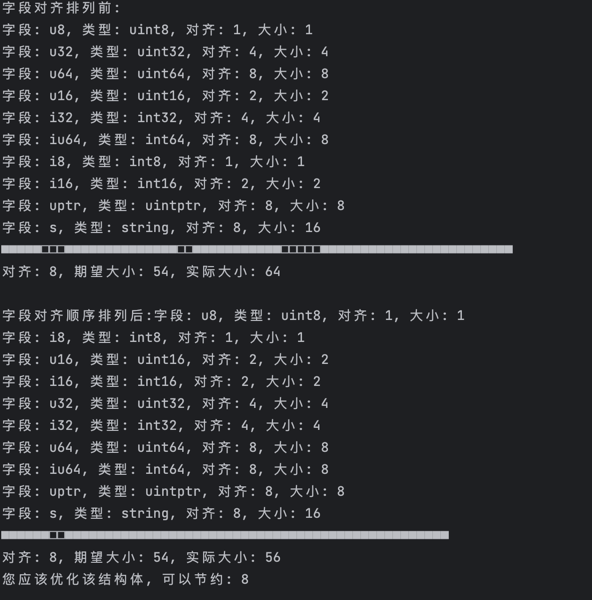 字段对齐排列前:
字段: u8, 类型: uint8, 对齐: 1, 大小: 1
字段: u32, 类型: uint32, 对齐: 4, 大小: 4
字段: u64, 类型: uint64, 对齐: 8, 大小: 8
字段: u16, 类型: uint16, 对齐: 2, 大小: 2
字段: i32, 类型: int32, 对齐: 4, 大小: 4
字段: iu64, 类型: int64, 对齐: 8, 大小: 8
字段: i8, 类型: int8, 对齐: 1, 大小: 1
字段: i16, 类型: int16, 对齐: 2, 大小: 2
字段: uptr, 类型: uintptr, 对齐: 8, 大小: 8
字段: s, 类型: string, 对齐: 8, 大小: 16
对齐: 8, 期望大小: 54, 实际大小: 64
字段对齐顺序排列后:字段: u8, 类型: uint8, 对齐: 1, 大小: 1
字段: i8, 类型: int8, 对齐: 1, 大小: 1
字段: u16, 类型: uint16, 对齐: 2, 大小: 2
字段: i16, 类型: int16, 对齐: 2, 大小: 2
字段: u32, 类型: uint32, 对齐: 4, 大小: 4
字段: i32, 类型: int32, 对齐: 4, 大小: 4
字段: u64, 类型: uint64, 对齐: 8, 大小: 8
字段: iu64, 类型: int64, 对齐: 8, 大小: 8
字段: uptr, 类型: uintptr, 对齐: 8, 大小: 8
字段: s, 类型: string, 对齐: 8, 大小: 16
对齐: 8, 期望大小: 54, 实际大小: 56
您应该优化该结构体, 可以节约: 8